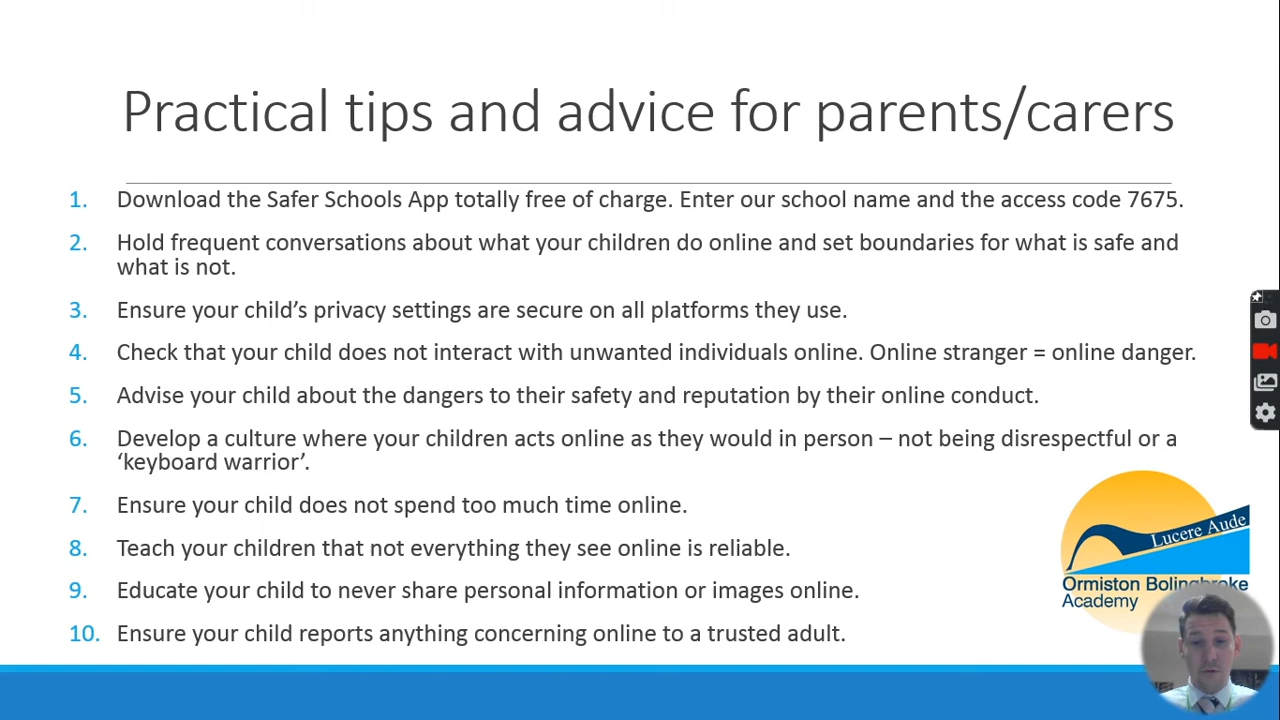 Practical tips and advice for parents/carers
1. Download the Safer Schools App totally free of charge. Enter our school name and the access code 7675.
2. Hold frequent conversations about what your children do online and set boundaries for what is safe and
what is not.
3. Ensure your child’s privacy settings are secure on all platforms they use.
4. Check that your child does not interact with unwanted individuals online. Online stranger = online danger.
5. Advise your child about the dangers to their safety and reputation by their online conduct.
6. Develop a culture where your children acts online as they would in person – not being disrespectful or a
‘keyboard warrior’.
7. Ensure your child does not spend too much time online.
8. Teach your children that not everything they see online is reliable.
9. Educate your child to never share personal information or images online.
10. Ensure your child reports anything concerning online to a trusted adult.
Lucere Aude
Ormiston Bolingbroke
Academy